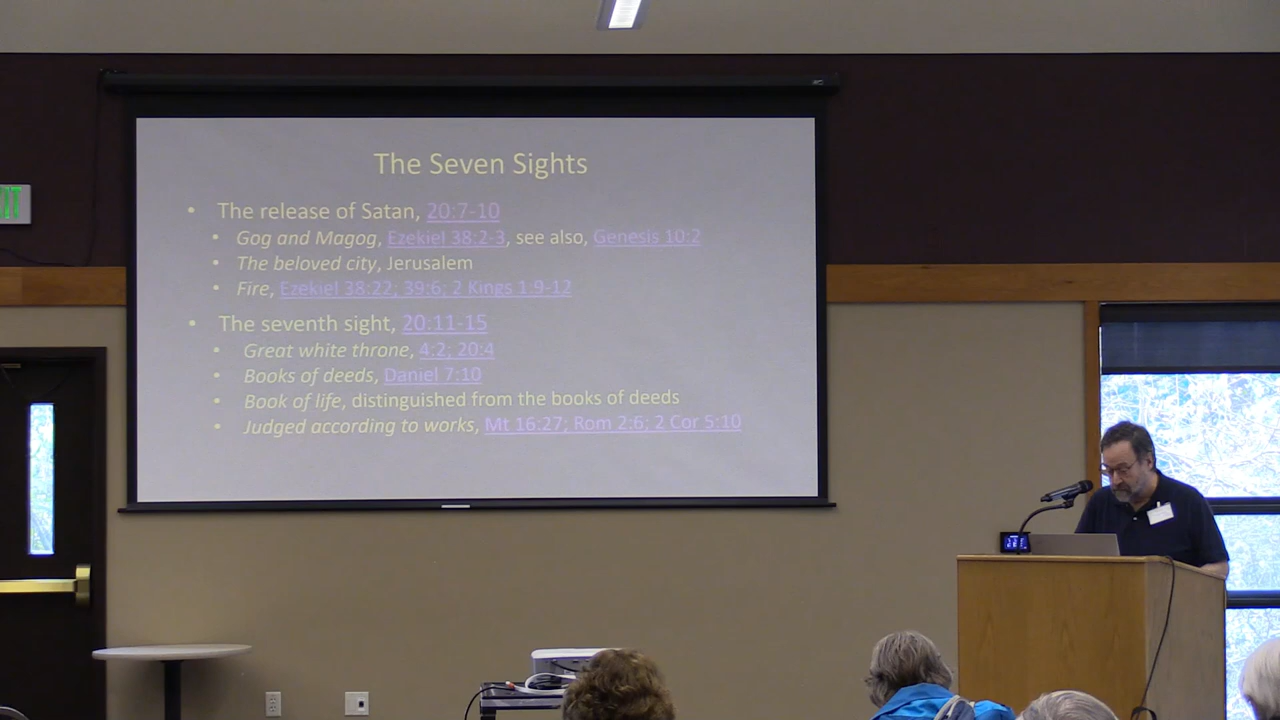 The Seven Sights
• The release of Satan, 20:7-10
• Gog and Magog, Ezekiel 38:2-3, see also, Genesis 10:2
• The beloved city, Jerusalem
• Fire, Ezekiel 38:22; 39:6; 2 Kings 1:9-12
• The seventh sight, 20:11-15
• Great white throne, 4:2; 20:4
• Books of deeds, Daniel 7:10
• Book of life, distinguished from the books of deeds
• Judged according to works, Mt 16:27; Rom 2:6; 2 Cor 5:10